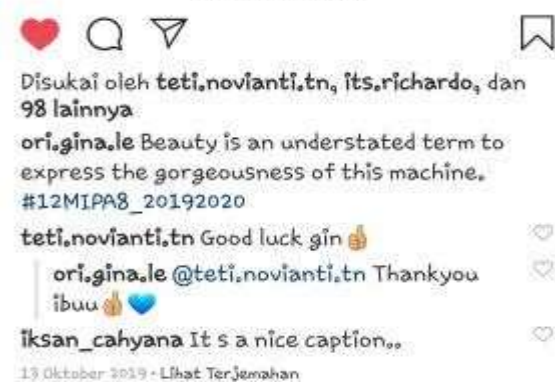 Disukai oleh teti.novianti.tn, its.richardo, dan
98 lainnya
ori.gina.le Beauty is an understated term to
express the gorgeousness of this machine.
#12MIPA8_20192020
teti.novianti.tn Good luck gin👍
ori.gina.le @teti.novianti.tn Thankyou
ibuu👍💙
iksan_cahyana It s a nice caption..
13 Oktober 2019 • Lihat Terjemahan